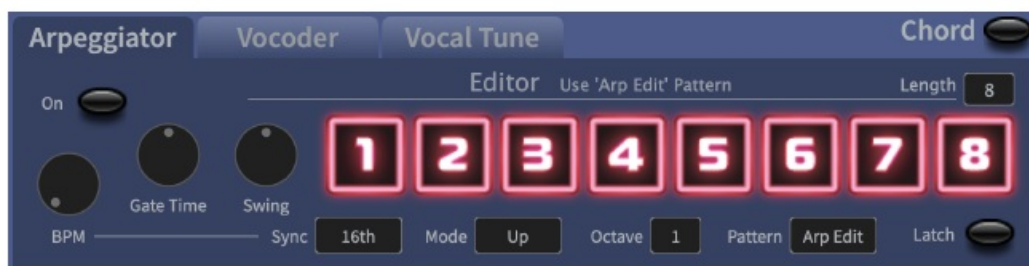 Arpeggiator Vocoder Vocal Tune Chord
Editor Use 'Arp Edit' Pattern Length 8
On
1 2 3 4 5 6 7 8
Gate Time Swing
BPM Sync 16th Mode Up Octave 1 Pattern Arp Edit Latch